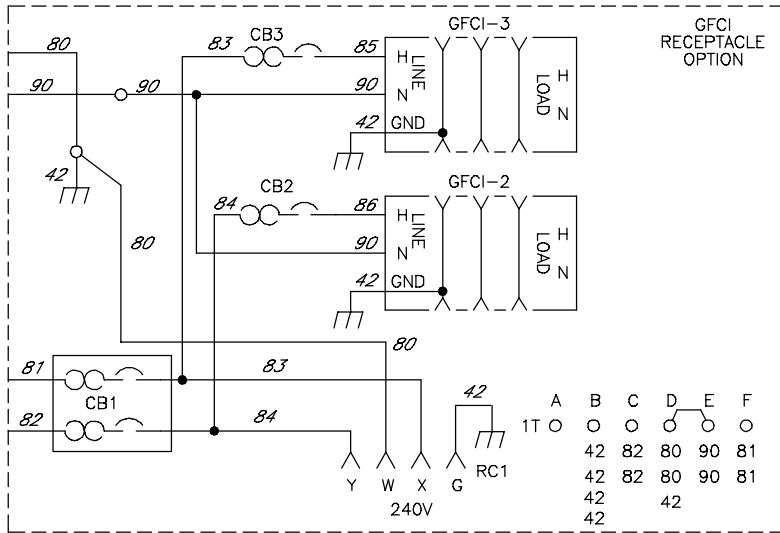 GFCI
RECEPTACLE
OPTION
80
83
CB3
85
GFCI-3
H
LINE
LOAD
H
90
90
90
N
N
42
GND
42
84
CB2
86
GFCI-2
H
LINE
LOAD
H
80
90
N
N
42
GND
80
81
83
CB1
82
84
42
RC1
Y W X G
240V
A B C D E F
1T
42 82 80 90 81
42 82 80 90 81
42 42
42